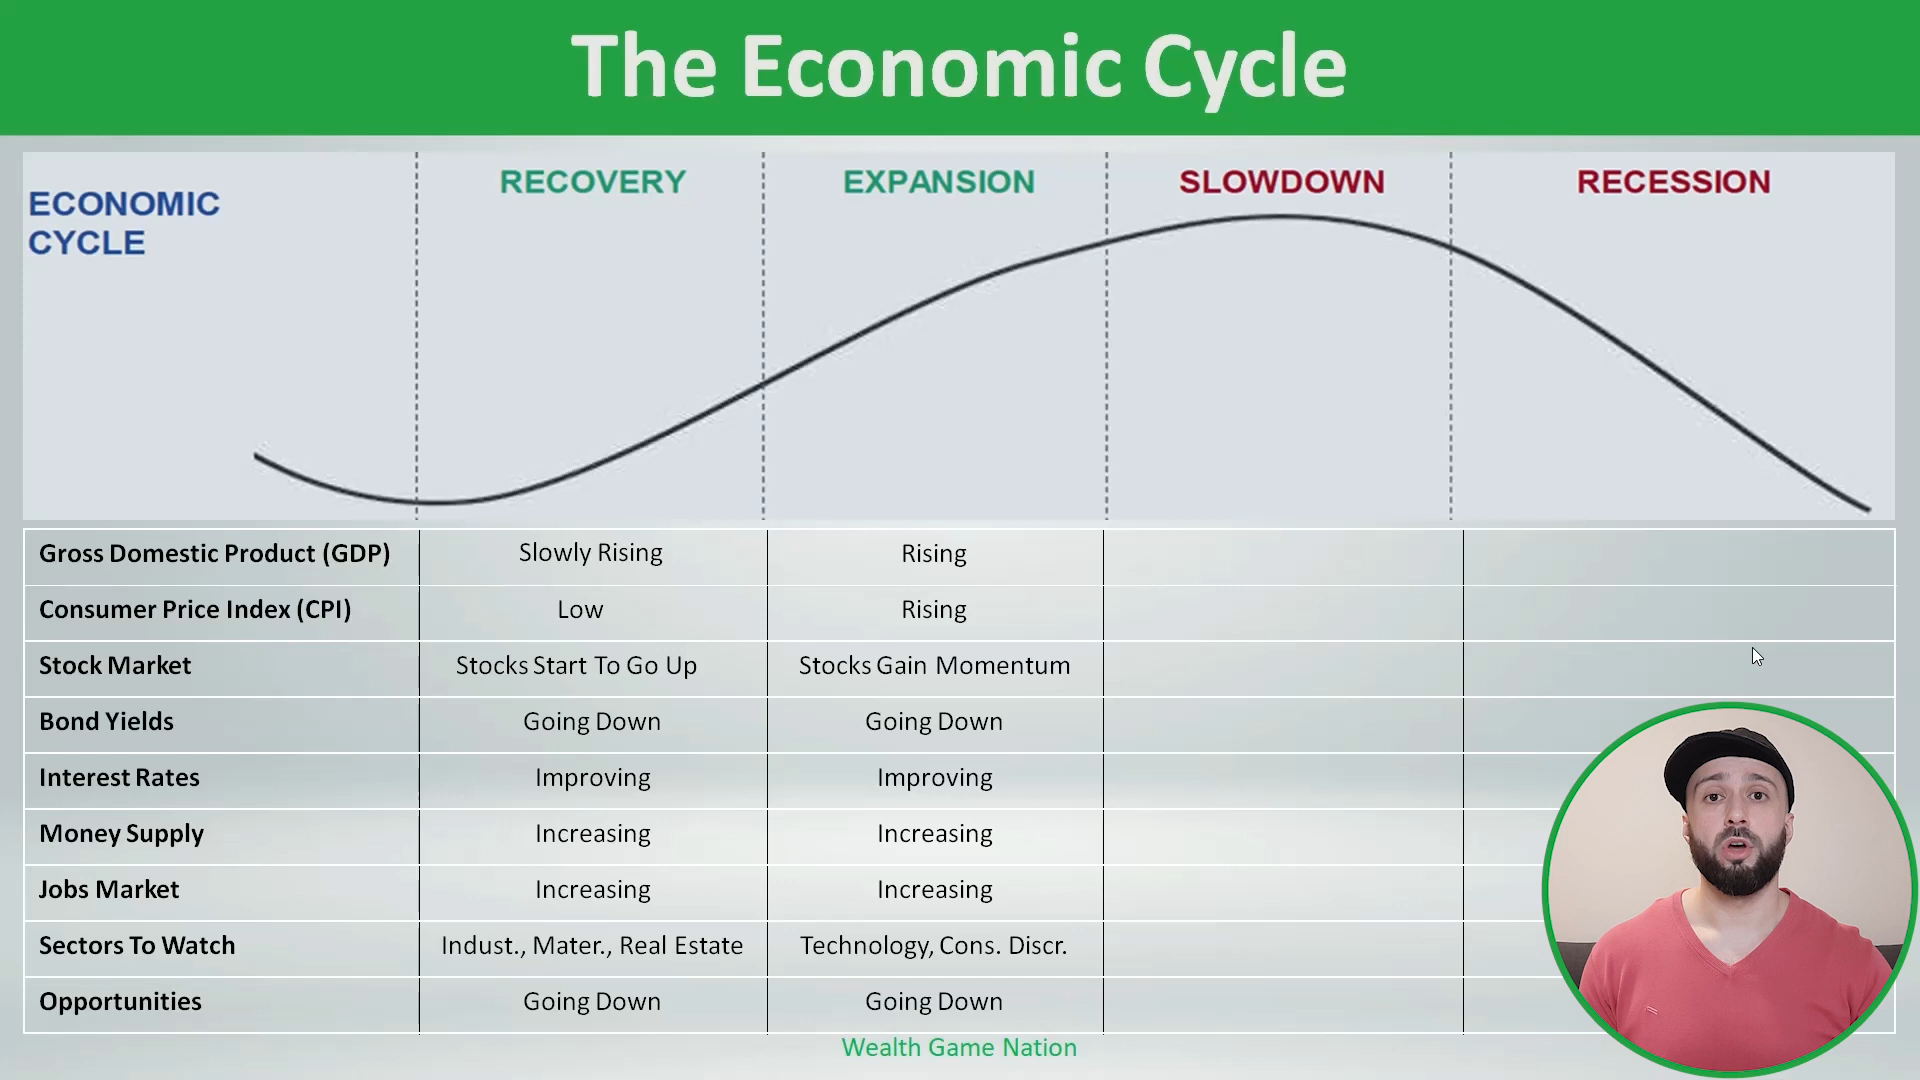 The Economic Cycle
ECONOMIC
CYCLE
RECOVERY
EXPANSION
SLOWDOWN
RECESSION
Gross Domestic Product (GDP) Slowly Rising Rising
Consumer Price Index (CPI) Low Rising
Stock Market Stocks Start To Go Up Stocks Gain Momentum
Bond Yields Going Down Going Down
Interest Rates Improving Improving
Money Supply Increasing Increasing
Jobs Market Increasing Increasing
Sectors To Watch Indust., Mater., Real Estate Technology, Cons. Discr.
Opportunities Going Down Going Down
Wealth Game Nation